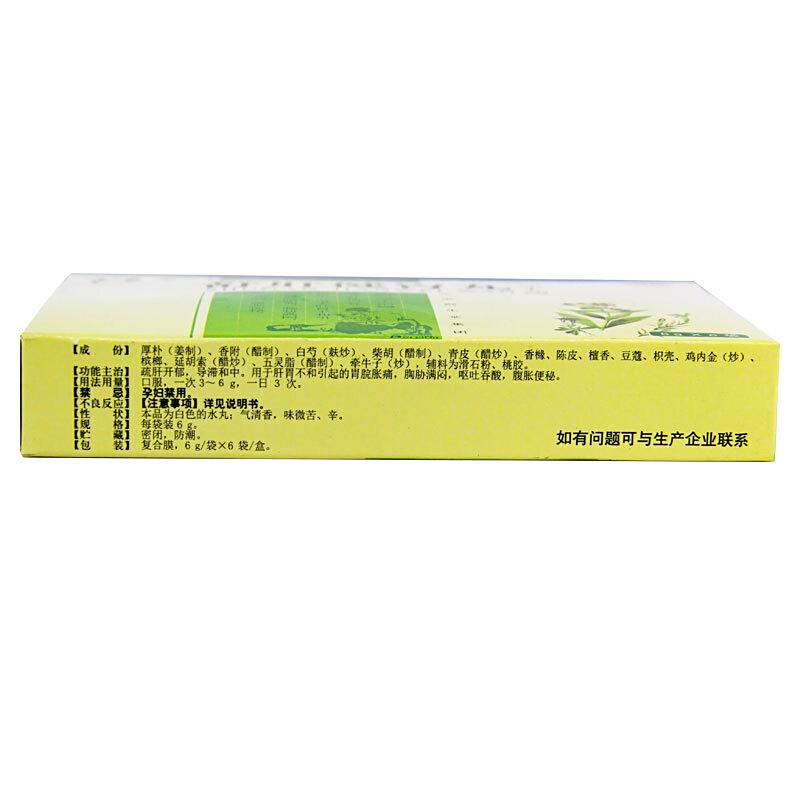 【成　份】厚朴(姜制)、香附(醋制)、白芍(麸炒)、柴胡(醋制)、青皮(醋炒)、香橼、陈皮、檀香、豆蔻、枳壳、鸡内金(炒)、
槟榔、延胡索(醋炒)、五灵脂(醋制)、牵牛子(炒)，辅料为滑石粉、桃胶。
【功能主治】疏肝开郁，导滞和中。用于肝胃不和引起的胃脘胀痛，胸胁满闷，呕吐吞酸，腹胀便秘。
【用法用量】口服，一次3～6g，一日3次。
【禁　忌】孕妇禁用。
【不良反应】【注意事项】详见说明书。
【性　状】本品为白色的水丸；气清香，味微苦、辛。
【规　格】每袋装6g。
【贮　藏】密闭，防潮。
【包　装】复合膜，6g/袋×6袋/盒。
如有问题可与生产企业联系